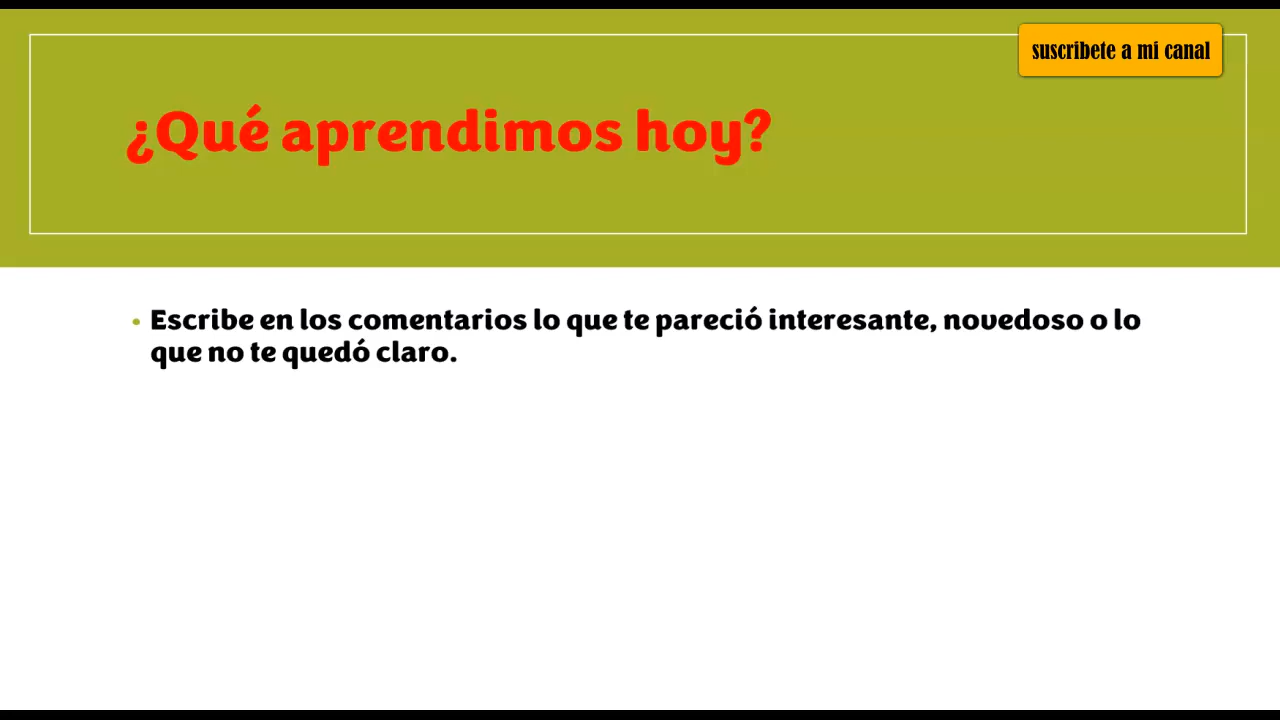 suscribete a mi canal
¿Qué aprendimos hoy?
• Escribe en los comentarios lo que te pareció interesante, novedoso o lo
que no te quedó claro.